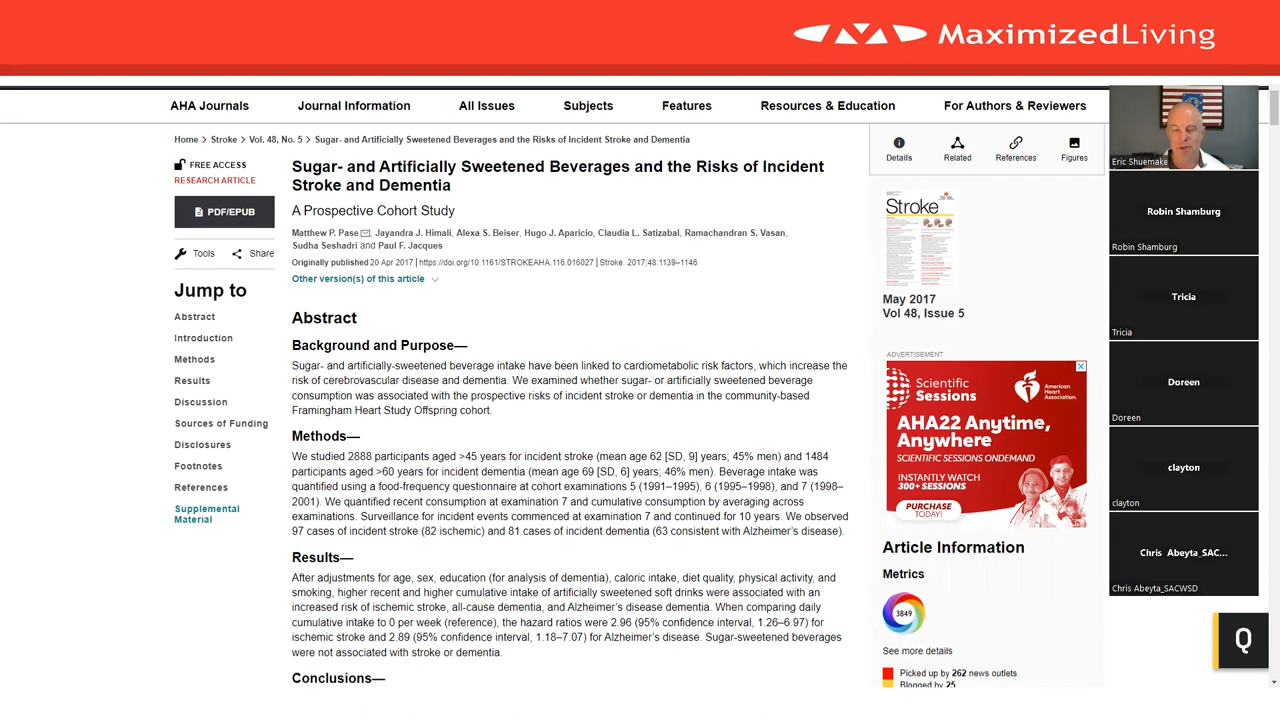 MaximizedLiving
AHA Journals
Journal Information
All Issues
Subjects
Features
Resources & Education
For Authors & Reviewers
Home > Stroke > Vol. 48, No. 5 > Sugar- and Artificially Sweetened Beverages and the Risks of Incident Stroke and Dementia
FREE ACCESS
RESEARCH ARTICLE
PDF/EPUB
Tools
Share
Jump to
Abstract
Introduction
Methods
Results
Discussion
Sources of Funding
Disclosures
Footnotes
References
Supplemental
Material
Sugar- and Artificially Sweetened Beverages and the Risks of Incident
Stroke and Dementia
A Prospective Cohort Study
Matthew P. Pase, Jayandra J. Himali, Alexa S. Beiser, Hugo J. Aparicio, Claudia L. Satizabal, Ramachandran S. Vasan,
Sudha Seshadri and Paul F. Jacques
Originally published 20 Apr 2017 | https://doi.org/10.1161/STROKEAHA.116.016027 | Stroke. 2017;48:1139–1146
Other version(s) of this article
Abstract
Background and Purpose—
Sugar- and artificially-sweetened beverage intake have been linked to cardiometabolic risk factors, which increase the
risk of cerebrovascular disease and dementia. We examined whether sugar- or artificially sweetened beverage
consumption was associated with the prospective risks of incident stroke or dementia in the community-based
Framingham Heart Study Offspring cohort.
Methods—
We studied 2888 participants aged >45 years for incident stroke (mean age 62 [SD, 9] years; 45% men) and 1484
participants aged >60 years for incident dementia (mean age 69 [SD, 6] years; 46% men). Beverage intake was
quantified using a food-frequency questionnaire at cohort examinations 5 (1991–1995), 6 (1995–1998), and 7 (1998–
2001). We quantified recent consumption at examination 7 and cumulative consumption by averaging across
examinations. Surveillance for incident events commenced at examination 7 and continued for 10 years. We observed
97 cases of incident stroke (82 ischemic) and 81 cases of incident dementia (63 consistent with Alzheimer's disease).
Results—
After adjustments for age, sex, education (for analysis of dementia), caloric intake, diet quality, physical activity, and
smoking, higher recent and higher cumulative intake of artificially sweetened soft drinks were associated with an
increased risk of ischemic stroke, all-cause dementia, and Alzheimer's disease dementia. When comparing daily
cumulative intake to 0 per week (reference), the hazard ratios were 2.96 (95% confidence interval, 1.26–6.97) for
ischemic stroke and 2.89 (95% confidence interval, 1.18–7.07) for Alzheimer's disease. Sugar-sweetened beverages
were not associated with stroke or dementia.
Conclusions—
Details
Related
References
Figures
Stroke
May 2017
Vol 48, Issue 5
ADVERTISEMENT
Scientific
Sessions
American
Heart
Association.
AHA22 Anytime,
Anywhere
SCIENTIFIC SESSIONS ONDEMAND
INSTANTLY WATCH
300+ SESSIONS
PURCHASE
TODAY!
Article Information
Metrics
3849
See more details
Picked up by 262 news outlets
Blogged by 25
Eric Shuemake
Robin Shamburg
Robin Shamburg
Tricia
Tricia
Doreen
Doreen
clayton
clayton
Chris Abeyta_SAC...
Chris Abeyta_SACWSD
Q